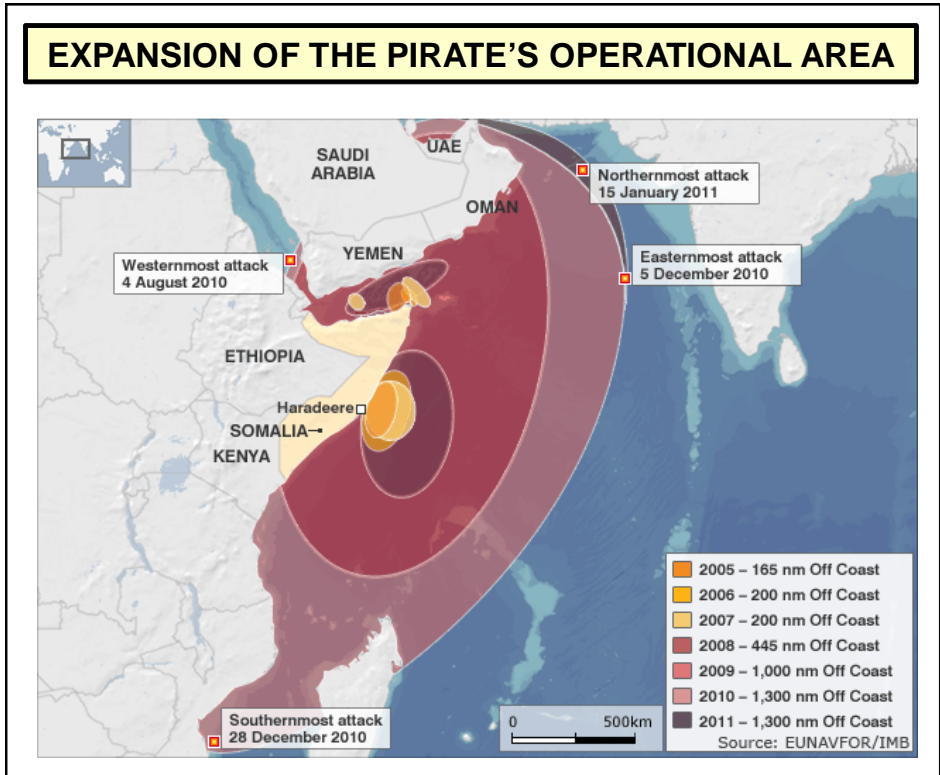 EXPANSION OF THE PIRATE'S OPERATIONAL AREA
UAE
SAUDI
ARABIA
Northernmost attack
15 January 2011
OMAN
YEMEN
Westernmost attack
4 August 2010
Easternmost attack
5 December 2010
ETHIOPIA
Haradeere
SOMALIA
KENYA
2005 – 165 nm Off Coast
2006 – 200 nm Off Coast
2007 – 200 nm Off Coast
2008 – 445 nm Off Coast
2009 – 1,000 nm Off Coast
2010 – 1,300 nm Off Coast
2011 – 1,300 nm Off Coast
Source: EUNAVFOR/IMB
Southernmost attack
28 December 2010
0 500km